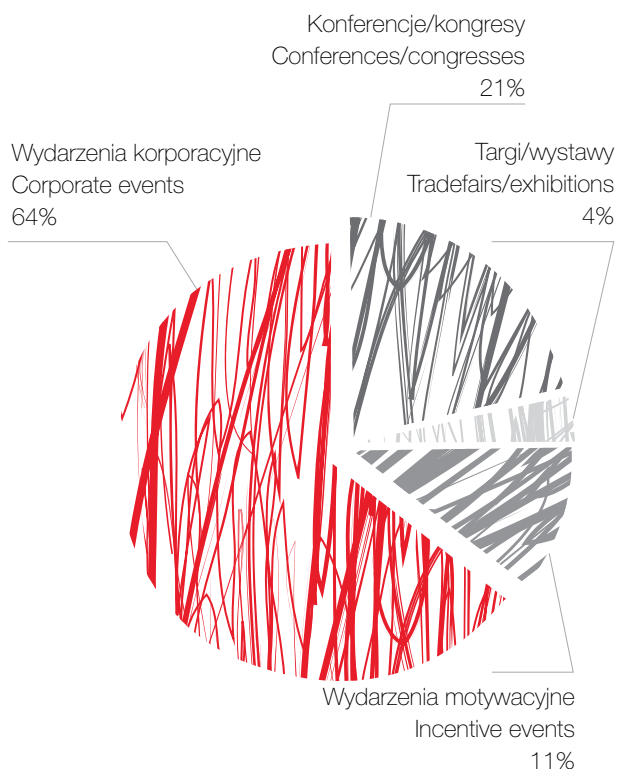 Konferencje/kongresy
Conferences/congresses
21%
Wydarzenia korporacyjne
Corporate events
64%
Targi/wystawy
Tradefairs/exhibitions
4%
Wydarzenia motywacyjne
Incentive events
11%